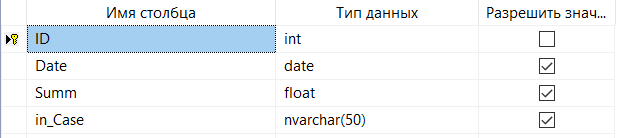 Имя столбца Тип данных Разрешить знач...
ID int
Date date
Summ float
in_Case nvarchar(50)